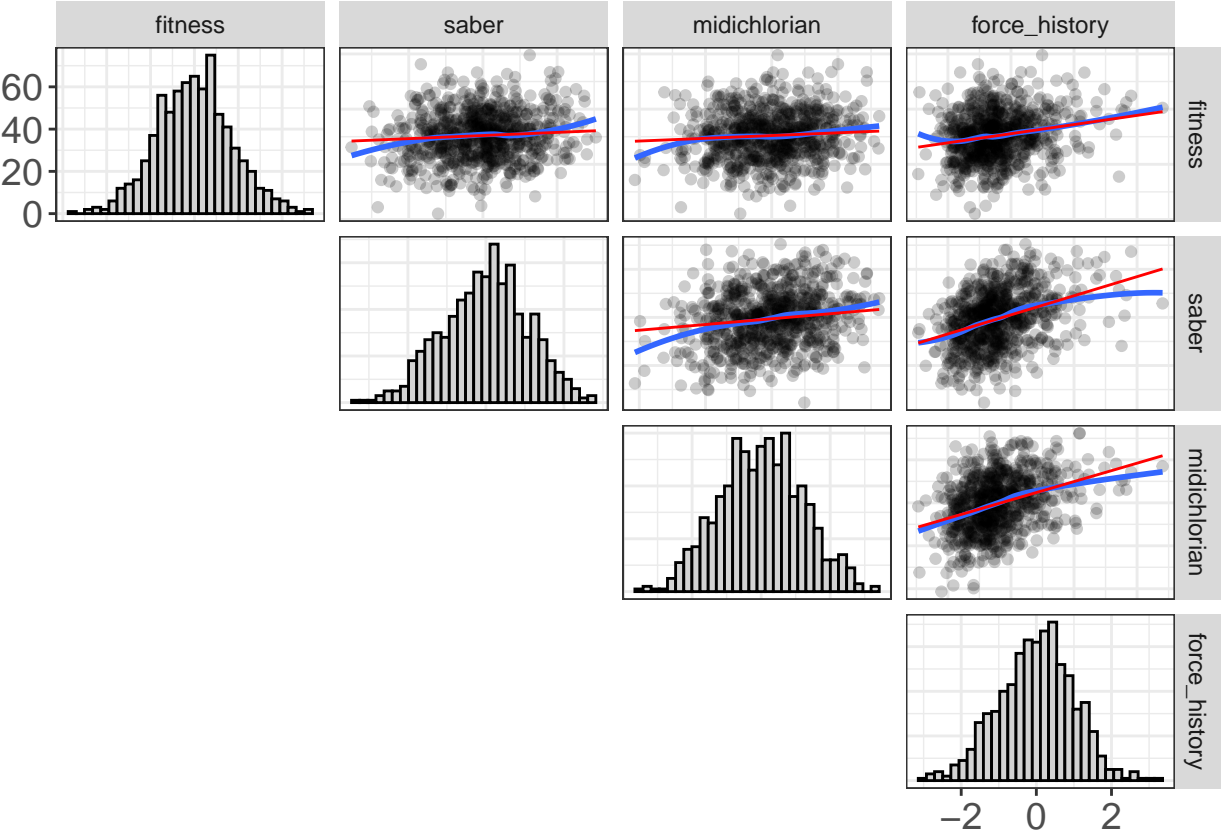 fitness saber midichlorian force_history
60
40
20
0
fitness
saber
midichlorian
force_history
−2 0 2